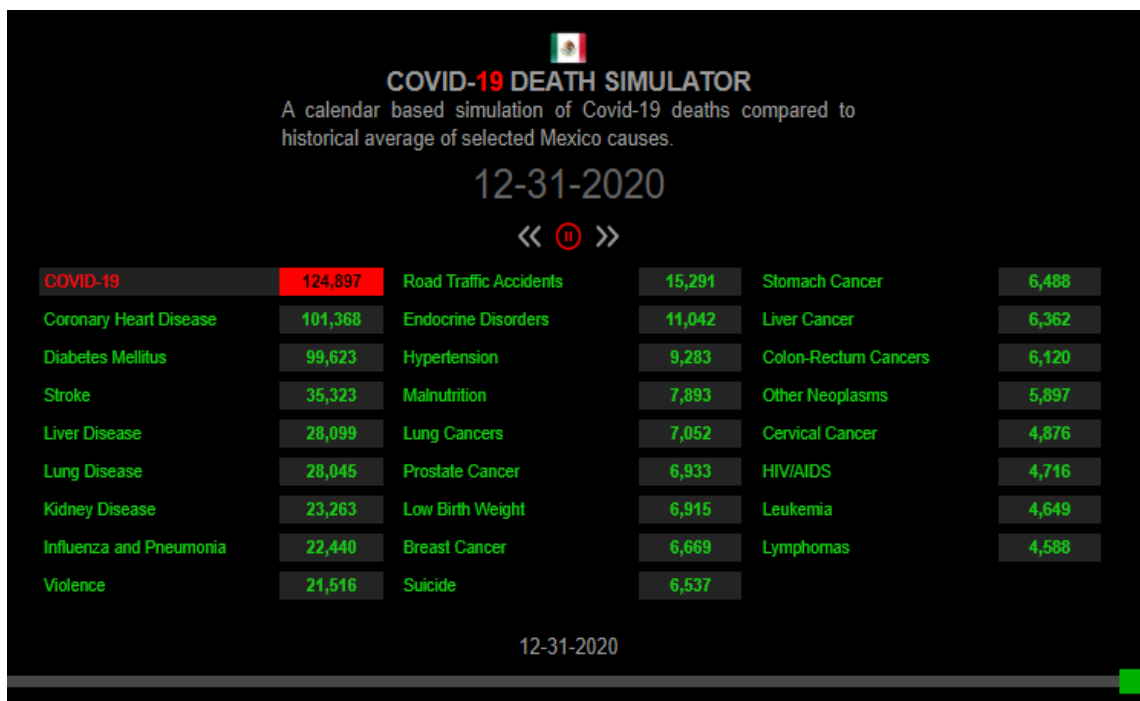 COVID-19 DEATH SIMULATOR
A calendar based simulation of Covid-19 deaths compared to
historical average of selected Mexico causes.
12-31-2020
COVID-19 124,897 Road Traffic Accidents 15,291 Stomach Cancer 6,488
Coronary Heart Disease 101,368 Endocrine Disorders 11,042 Liver Cancer 6,362
Diabetes Mellitus 99,623 Hypertension 9,283 Colon-Rectum Cancers 6,120
Stroke 35,323 Malnutrition 7,893 Other Neoplasms 5,897
Liver Disease 28,099 Lung Cancers 7,052 Cervical Cancer 4,876
Lung Disease 28,045 Prostate Cancer 6,933 HIV/AIDS 4,716
Kidney Disease 23,263 Low Birth Weight 6,915 Leukemia 4,649
Influenza and Pneumonia 22,440 Breast Cancer 6,669 Lymphomas 4,588
Violence 21,516 Suicide 6,537
12-31-2020